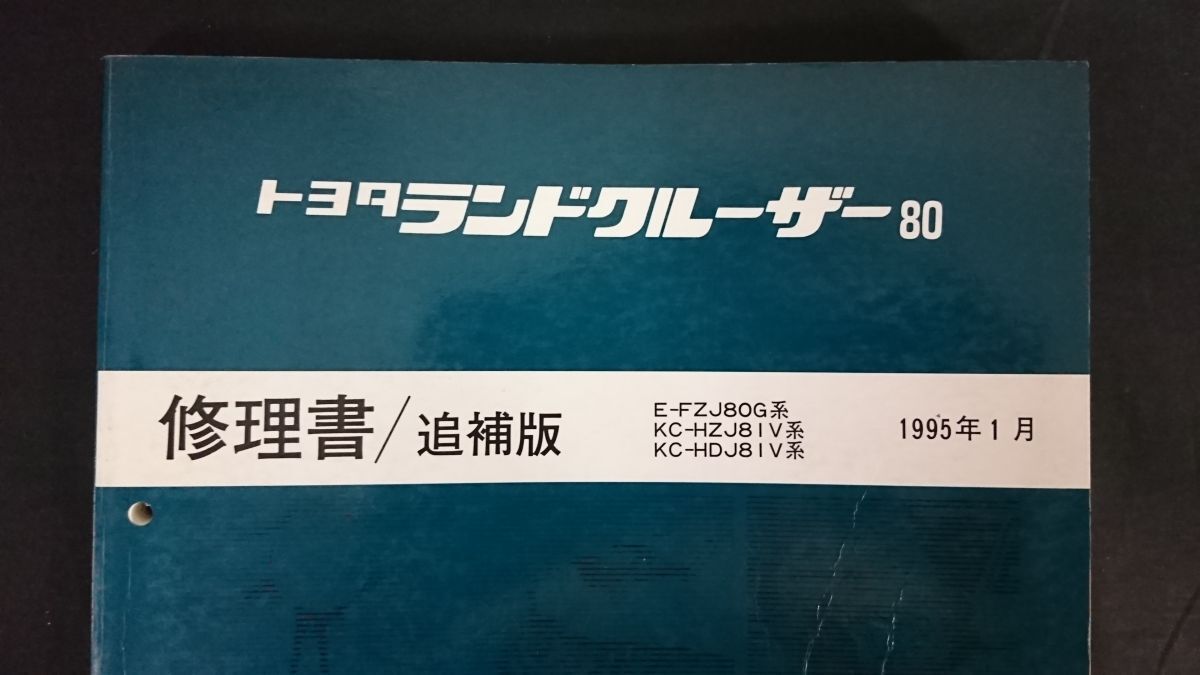 トヨタランドクルーザー80
修理書/追補版
E-FZJ80G系
KC-HZJ81V系
KC-HDJ81V系
1995年1月